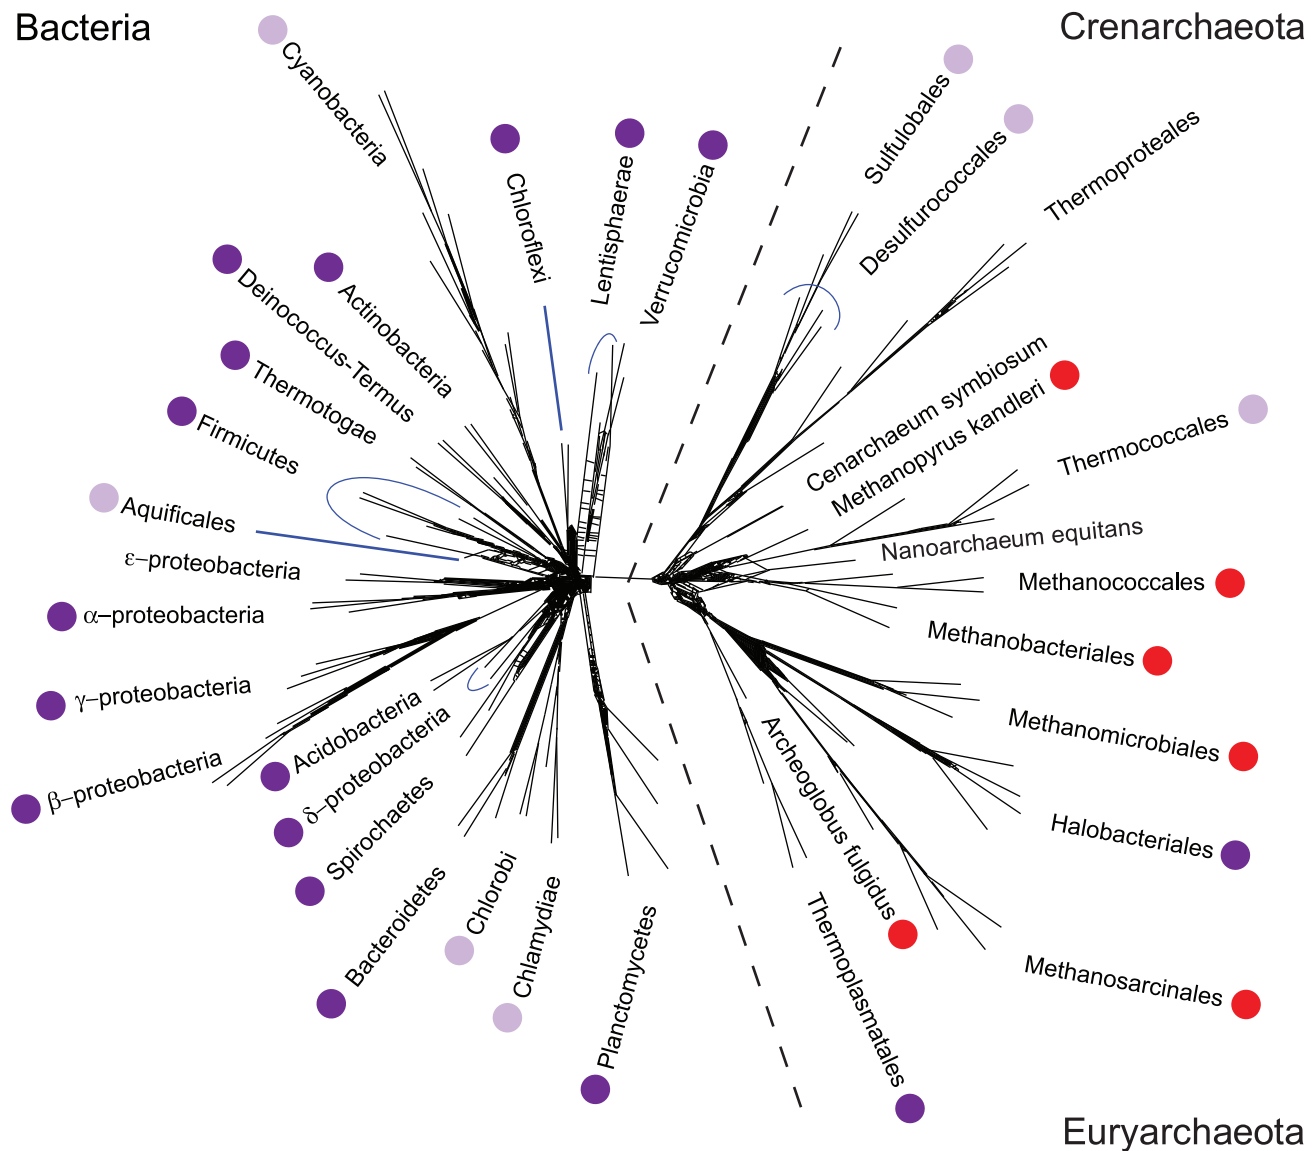 Bacteria
Crenarchaeota
Cyanobacteria
Chloroflexi
Lentisphaerae
Verrucomicrobia
Sulfulobales
Desulfurococcales
Thermoproteales
Deinococcus-Termus
Actinobacteria
Thermotogae
Firmicutes
Aquificales
ε–proteobacteria
α–proteobacteria
γ–proteobacteria
β–proteobacteria
Acidobacteria
δ–proteobacteria
Spirochaetes
Bacteroidetes
Chlorobi
Chlamydiae
Planctomycetes
Cenarchaeum symbiosum
Methanopyrus kandleri
Thermococcales
Nanoarchaeum equitans
Methanococcales
Methanobacteriales
Methanomicrobiales
Halobacteriales
Methanosarcinales
Archeoglobus fulgidus
Thermoplasmatales
Euryarchaeota